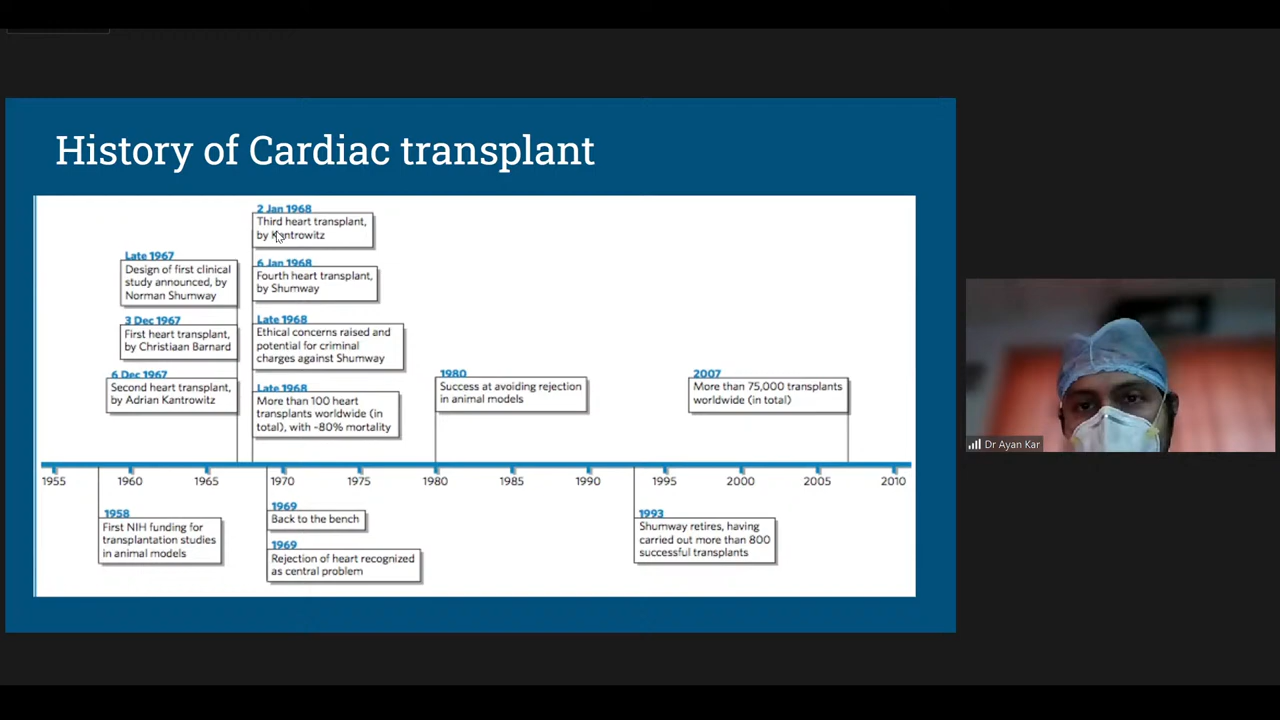 History of Cardiac transplant
2 Jan 1968
Third heart transplant,
by Kantrowitz
Late 1967
Design of first clinical
study announced, by
Norman Shumway
6 Jan 1968
Fourth heart transplant,
by Shumway
3 Dec 1967
First heart transplant,
by Christiaan Barnard
Late 1968
Ethical concerns raised and
potential for criminal
charges against Shumway
6 Dec 1967
Second heart transplant,
by Adrian Kantrowitz
Late 1968
More than 100 heart
transplants worldwide (in
total), with ~80% mortality
1980
Success at avoiding rejection
in animal models
2007
More than 75,000 transplants
worldwide (in total)
1955 1960 1965 1970 1975 1980 1985 1990 1995 2000 2005 2010
1958
First NIH funding for
transplantation studies
in animal models
1969
Back to the bench
1969
Rejection of heart recognized
as central problem
1993
Shumway retires, having
carried out more than 800
successful transplants
Dr Ayan Kar